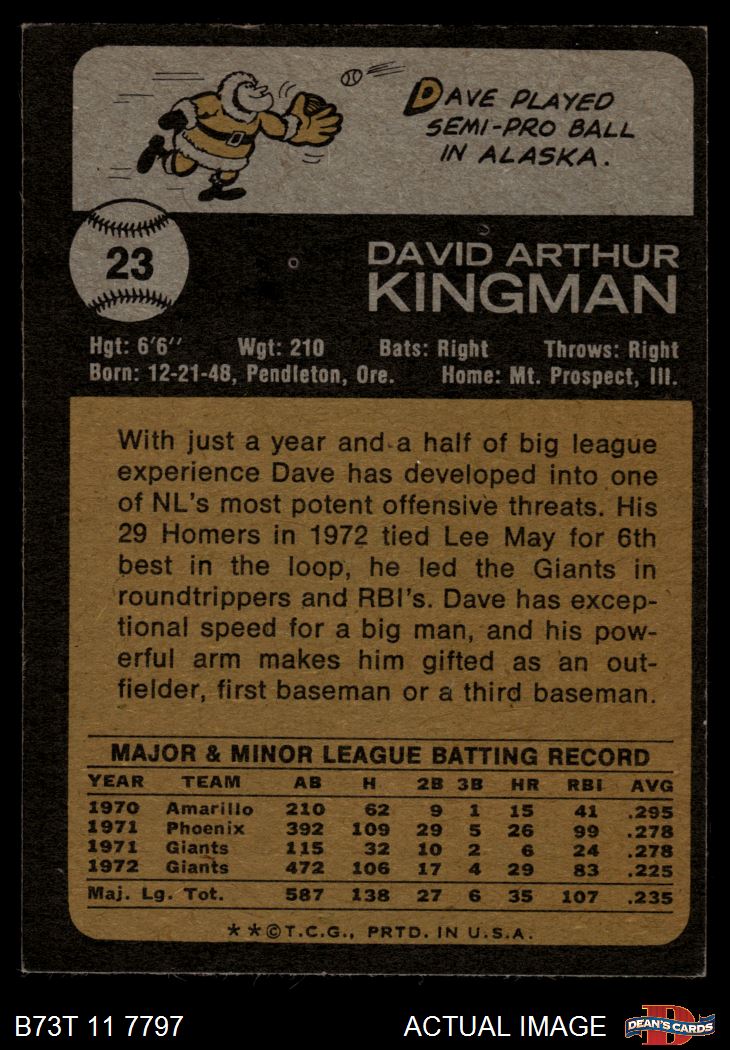 DAVE PLAYED
SEMI-PRO BALL
IN ALASKA.
23
DAVID ARTHUR
KINGMAN
Hgt: 6'6" Wgt: 210 Bats: Right Throws: Right
Born: 12-21-48, Pendleton, Ore. Home: Mt. Prospect, Ill.
With just a year and a half of big league
experience Dave has developed into one
of NL's most potent offensive threats. His
29 Homers in 1972 tied Lee May for 6th
best in the loop, he led the Giants in
roundtrippers and RBI's. Dave has excep-
tional speed for a big man, and his pow-
erful arm makes him gifted as an out-
fielder, first baseman or a third baseman.
MAJOR & MINOR LEAGUE BATTING RECORD
YEAR TEAM AB H 2B 3B HR RBI AVG
1970 Amarillo 210 62 9 1 15 41 .295
1971 Phoenix 392 109 29 5 26 99 .278
1971 Giants 115 32 10 2 6 24 .278
1972 Giants 472 106 17 4 29 83 .225
Maj. Lg. Tot. 587 138 27 6 35 107 .235
**©T.C.G., PRTD. IN U.S.A.
B73T 11 7797 ACTUAL IMAGE DEAN'S CARDS